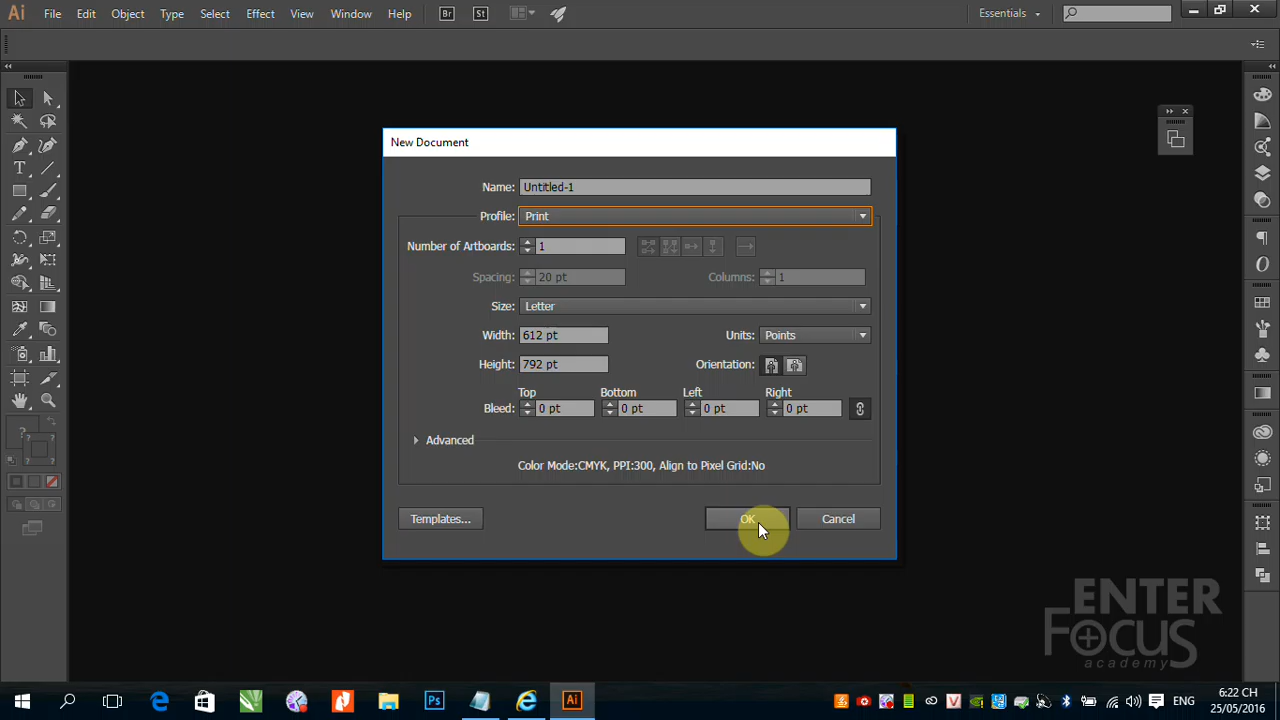 Ai File Edit Object Type Select Effect View Window Help Br St Essentials
New Document
Name: Untitled-1
Profile: Print
Number of Artboards: 1
Spacing: 20 pt Columns: 1
Size: Letter
Width: 612 pt Units: Points
Height: 792 pt Orientation:
Top Bottom Left Right
Bleed: 0 pt 0 pt 0 pt 0 pt
Advanced
Color Mode:CMYK, PPI:300, Align to Pixel Grid:No
Templates... OK Cancel
ENTER
FOCUS
academy
Ps Ai ENG 6:22 CH
25/05/2016